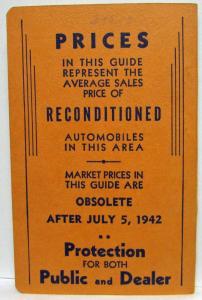 PRICES
IN THIS GUIDE
REPRESENT THE
AVERAGE SALES
PRICE OF
RECONDITIONED
AUTOMOBILES
IN THIS AREA
MARKET PRICES IN
THIS GUIDE ARE
OBSOLETE
AFTER JULY 5, 1942
Protection
FOR BOTH
Public and Dealer